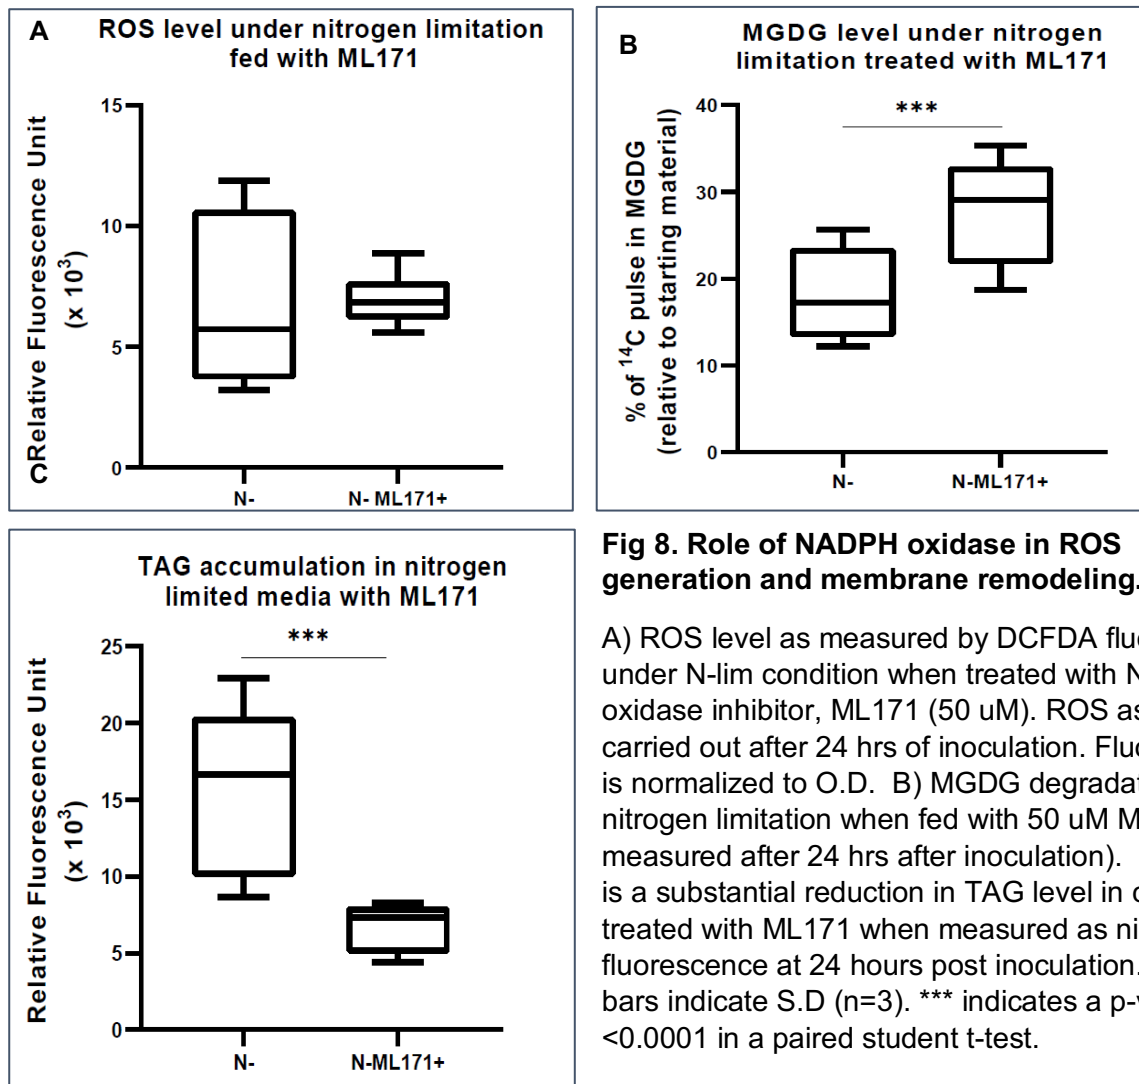 A
ROS level under nitrogen limitation
fed with ML171
Relative Fluorescence Unit
(x 10³)
15
10
5
0
N-
N- ML171+
B
MGDG level under nitrogen
limitation treated with ML171
% of ¹⁴C pulse in MGDG
(relative to starting material)
40
30
20
10
0
***
N-
N-ML171+
C
TAG accumulation in nitrogen
limited media with ML171
Relative Fluorescence Unit
(x 10³)
25
20
15
10
5
0
***
N-
N-ML171+
Fig 8. Role of NADPH oxidase in ROS
generation and membrane remodeling.
A) ROS level as measured by DCFDA
under N-lim condition when treated with
oxidase inhibitor, ML171 (50 uM). ROS
carried out after 24 hrs of inoculation.
is normalized to O.D. B) MGDG
nitrogen limitation when fed with 50 uM
measured after 24 hrs after inoculation).
is a substantial reduction in TAG level in
treated with ML171 when measured as
fluorescence at 24 hours post inoculation.
bars indicate S.D (n=3). *** indicates a
<0.0001 in a paired student t-test.